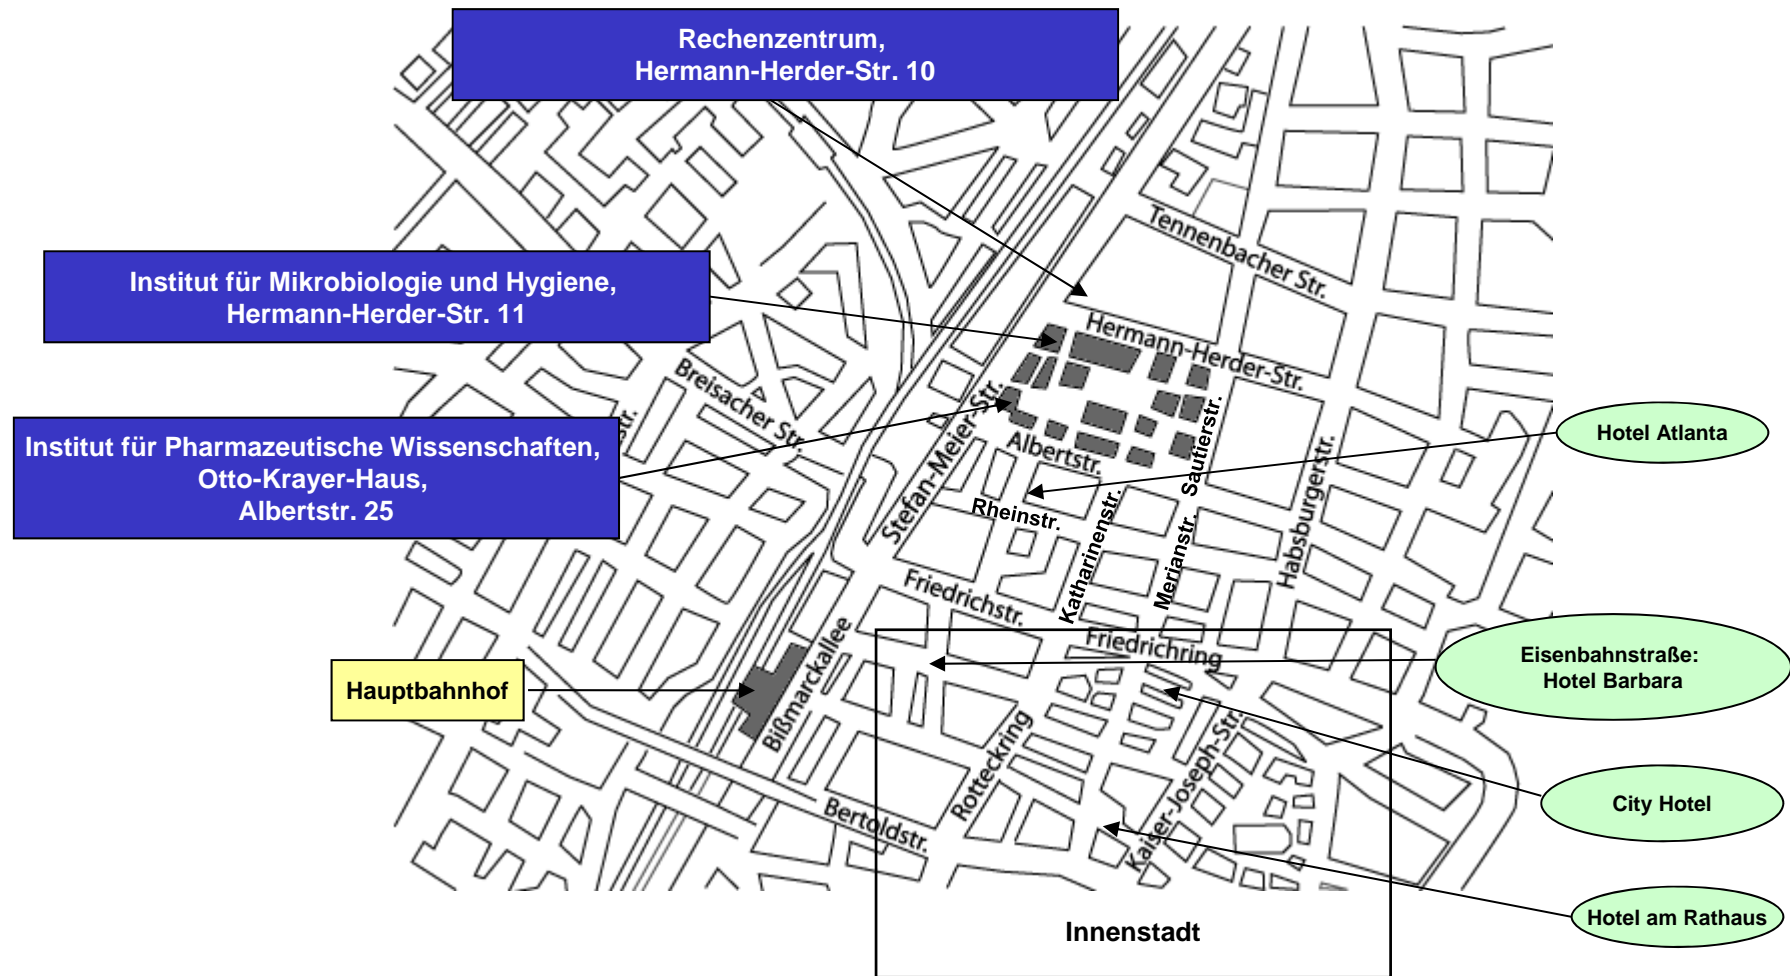 Rechenzentrum,
Hermann-Herder-Str. 10
Institut für Mikrobiologie und Hygiene,
Hermann-Herder-Str. 11
Institut für Pharmazeutische Wissenschaften,
Otto-Krayer-Haus,
Albertstr. 25
Hauptbahnhof
Tennenbacher Str.
Hermann-Herder-Str.
Breisacher Str.
str.
Stefan-Meier-Str.
Albertstr.
Rheinstr.
Katharinenstr.
Sautierstr.
Merianstr.
Habsburgerstr.
Friedrichstr.
Friedrichring
Bißmarckallee
Rotteckring
Kaiser-Joseph-Str.
Bertoldstr.
Hotel Atlanta
Eisenbahnstraße:
Hotel Barbara
City Hotel
Hotel am Rathaus
Innenstadt